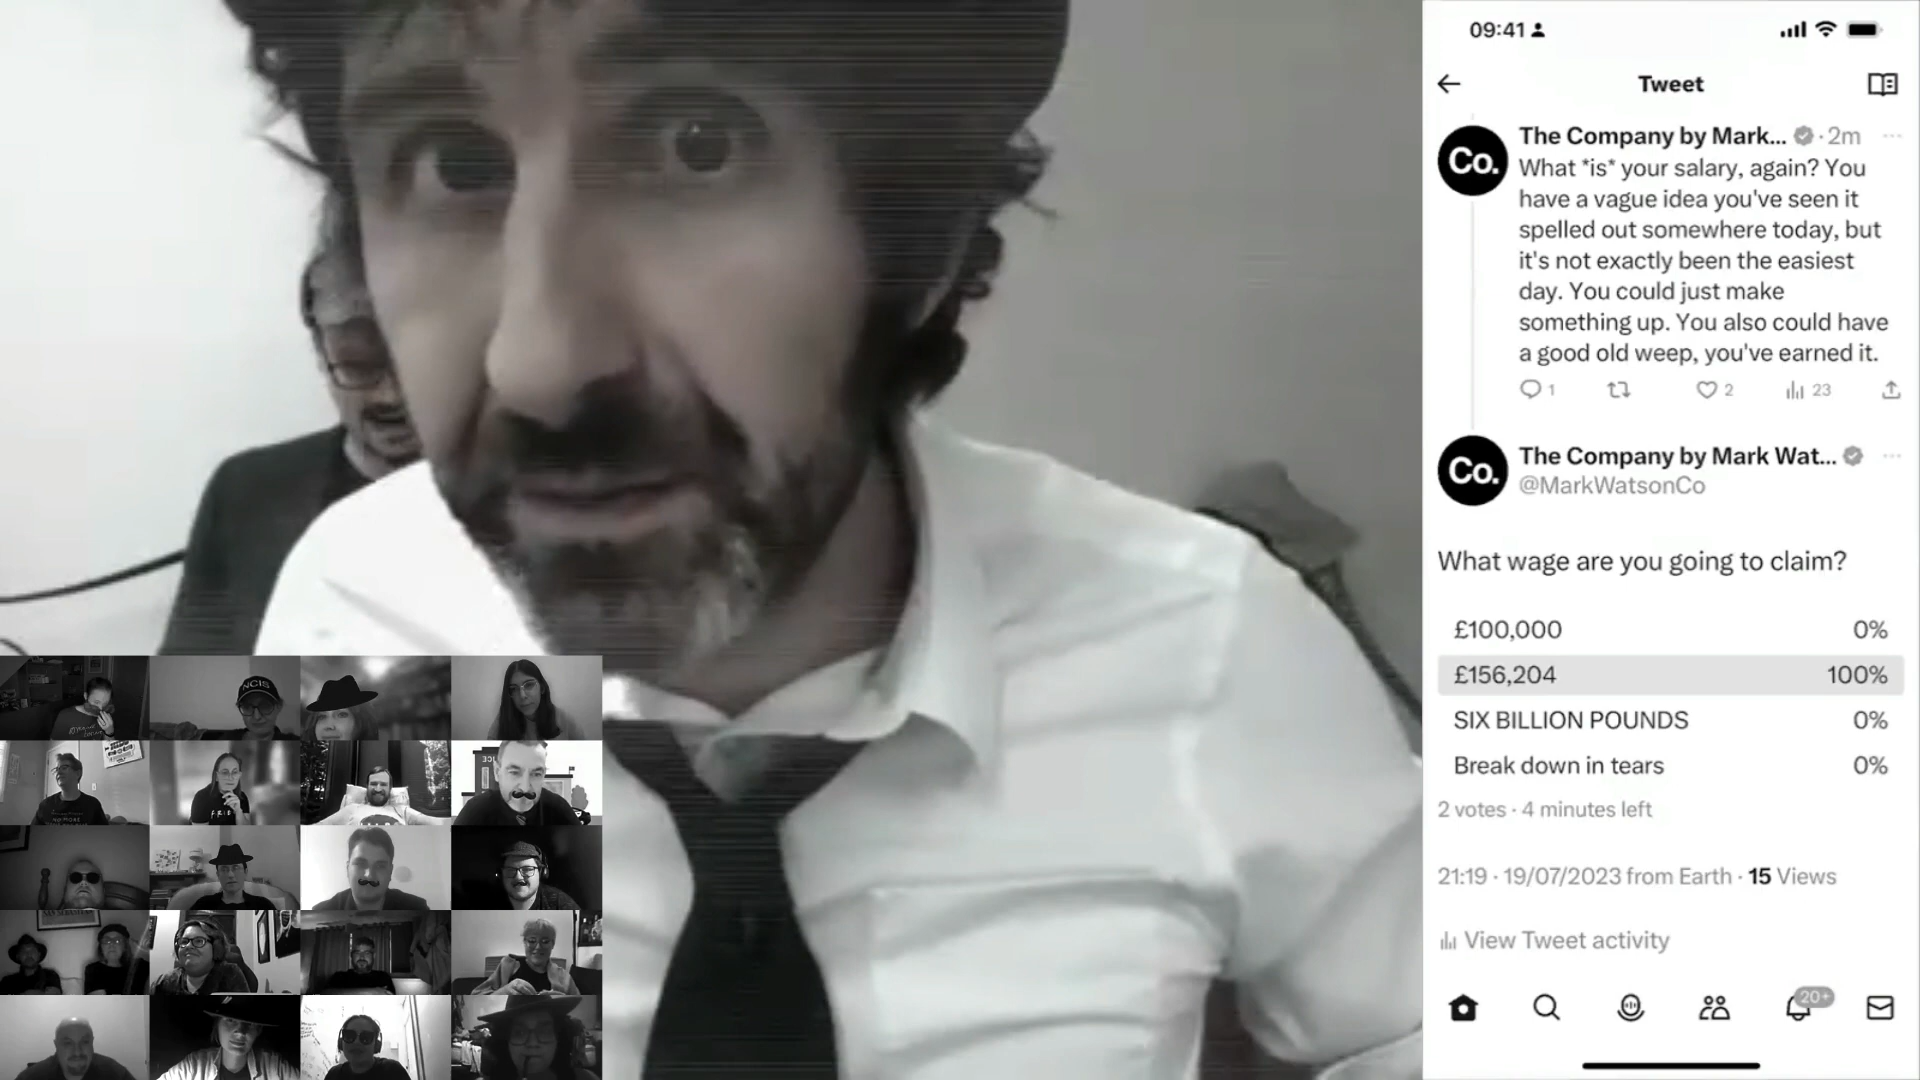 09:41
Tweet
Co.
The Company by Mark... · 2m
What *is* your salary, again? You
have a vague idea you've seen it
spelled out somewhere today, but
it's not exactly been the easiest
day. You could just make
something up. You also could have
a good old weep, you've earned it.
1 2 23
Co.
The Company by Mark Wat...
@MarkWatsonCo
What wage are you going to claim?
£100,000 0%
£156,204 100%
SIX BILLION POUNDS 0%
Break down in tears 0%
2 votes · 4 minutes left
21:19 · 19/07/2023 from Earth · 15 Views
View Tweet activity
20+
NCIS